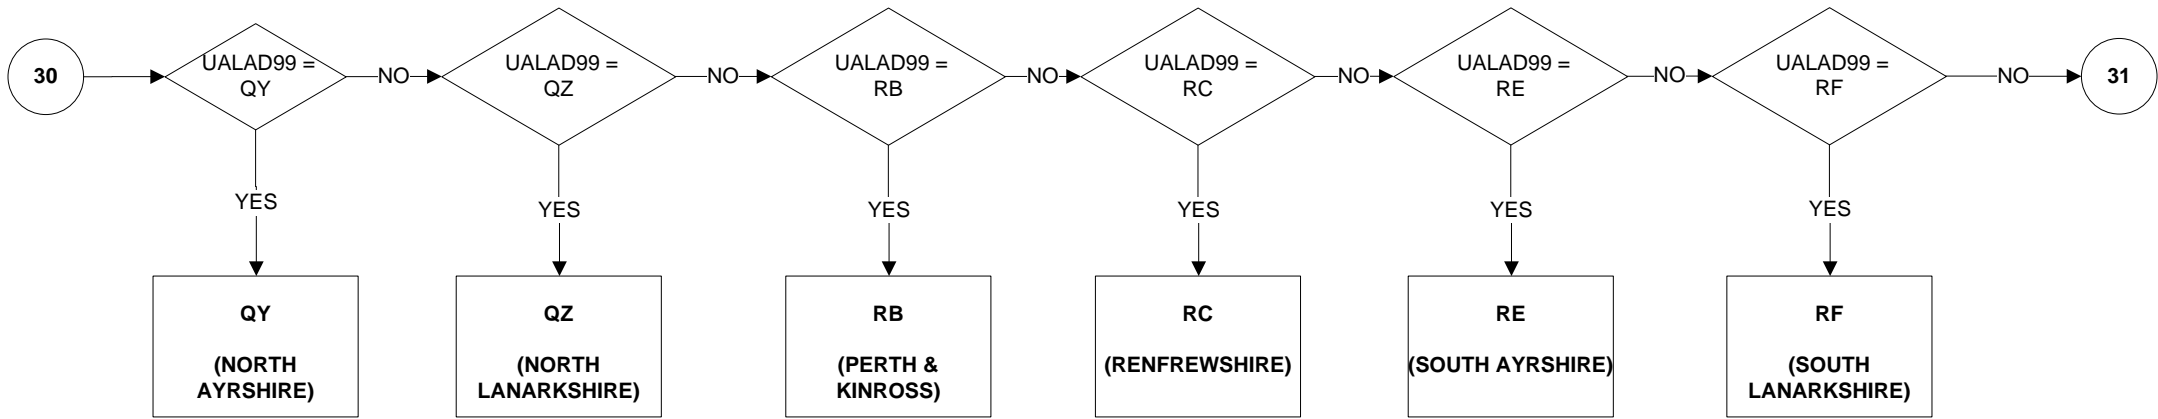 30
UALAD99 =
QY
NO
UALAD99 =
QZ
NO
UALAD99 =
RB
NO
UALAD99 =
RC
NO
UALAD99 =
RE
NO
UALAD99 =
RF
NO
31
YES
YES
YES
YES
YES
YES
QY
(NORTH
AYRSHIRE)
QZ
(NORTH
LANARKSHIRE)
RB
(PERTH &
KINROSS)
RC
(RENFREWSHIRE)
RE
(SOUTH AYRSHIRE)
RF
(SOUTH
LANARKSHIRE)